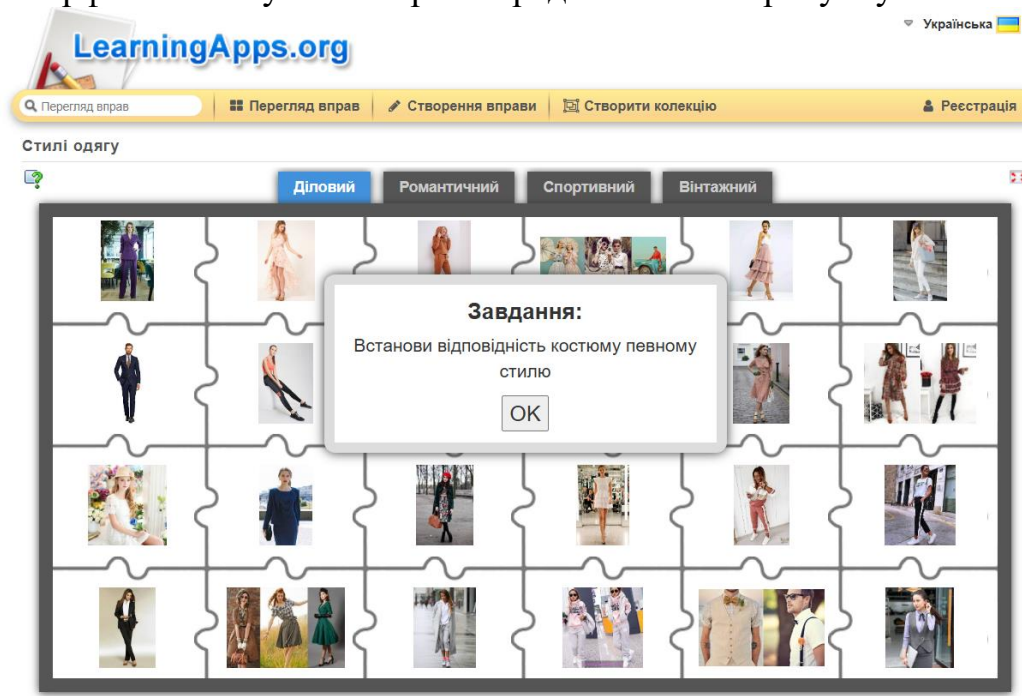 LearningApps.org
Українська
Перегляд вправ
Перегляд вправ
Створення вправи
Створити колекцію
Реєстрація
Стилі одягу
Діловий
Романтичний
Спортивний
Вінтажний
Завдання:
Встанови відповідність костюму певному
стилю
OK